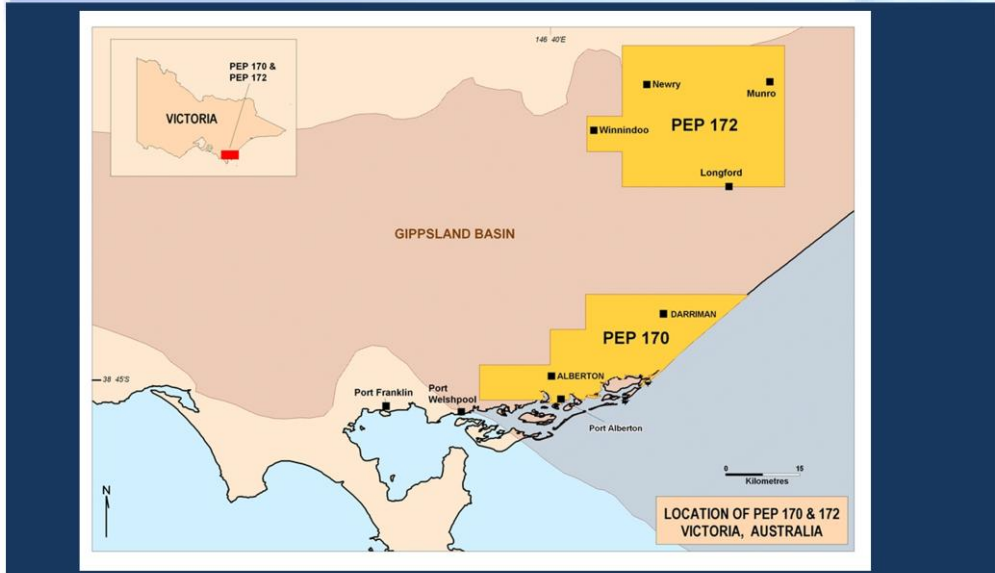 146 40'E
PEP 170 &
PEP 172
VICTORIA
Newry
Munro
PEP 172
Winnindoo
Longford
GIPPSLAND BASIN
DARRIMAN
PEP 170
38 45'S
ALBERTON
Port Franklin
Port
Welshpool
Port Alberton
0 15
Kilometres
N
LOCATION OF PEP 170 & 172
VICTORIA, AUSTRALIA